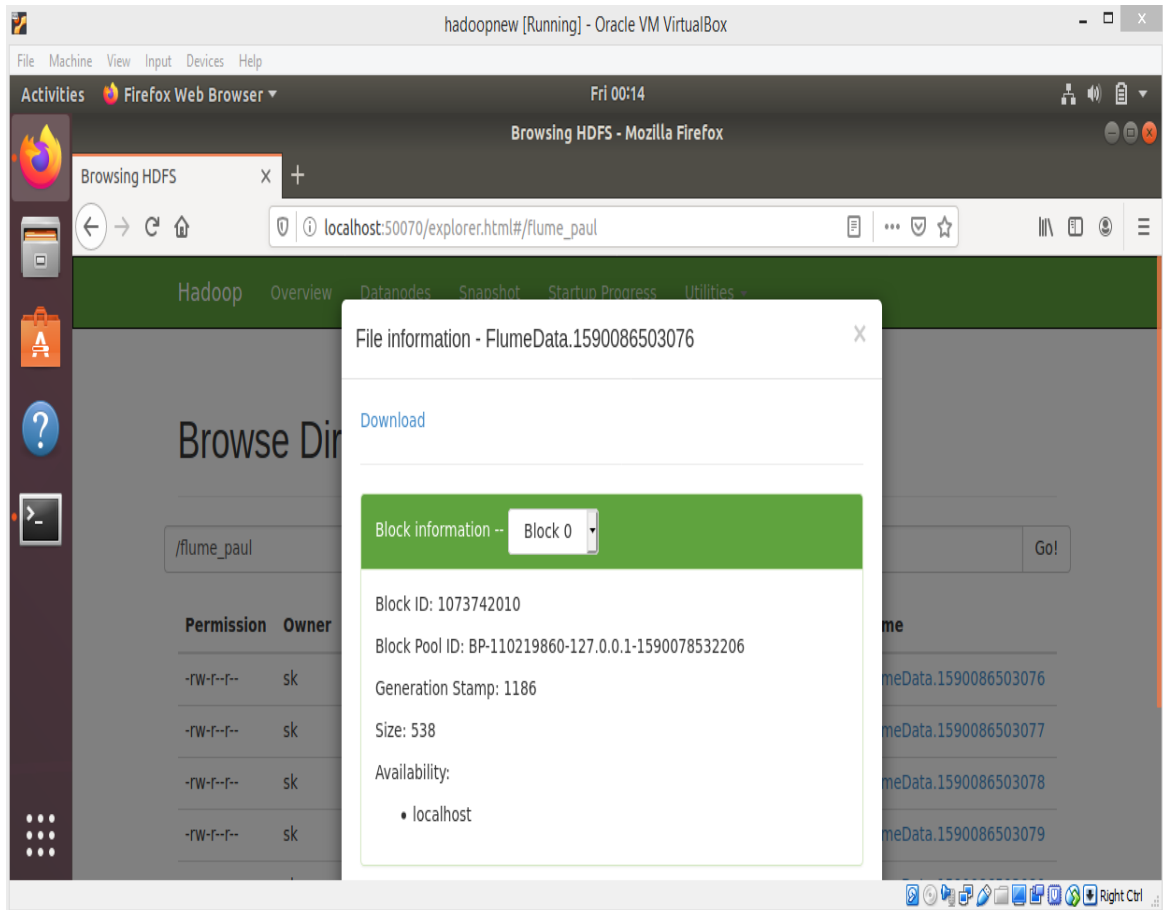 hadoopnew [Running] - Oracle VM VirtualBox
File Machine View Input Devices Help
Activities Firefox Web Browser Fri 00:14
Browsing HDFS - Mozilla Firefox
Browsing HDFS
localhost:50070/explorer.html#/flume_paul
Hadoop Overview Datanodes Snapshot Startup Progress Utilities
File information - FlumeData.1590086503076
Download
Browse Dir
Block information -- Block 0
/flume_paul Go!
Block ID: 1073742010
Permission Owner me
Block Pool ID: BP-110219860-127.0.0.1-1590078532206
-rw-r--r-- sk meData.1590086503076
Generation Stamp: 1186
Size: 538
-rw-r--r-- sk meData.1590086503077
Availability:
-rw-r--r-- sk meData.1590086503078
• localhost
-rw-r--r-- sk meData.1590086503079
Right Ctrl